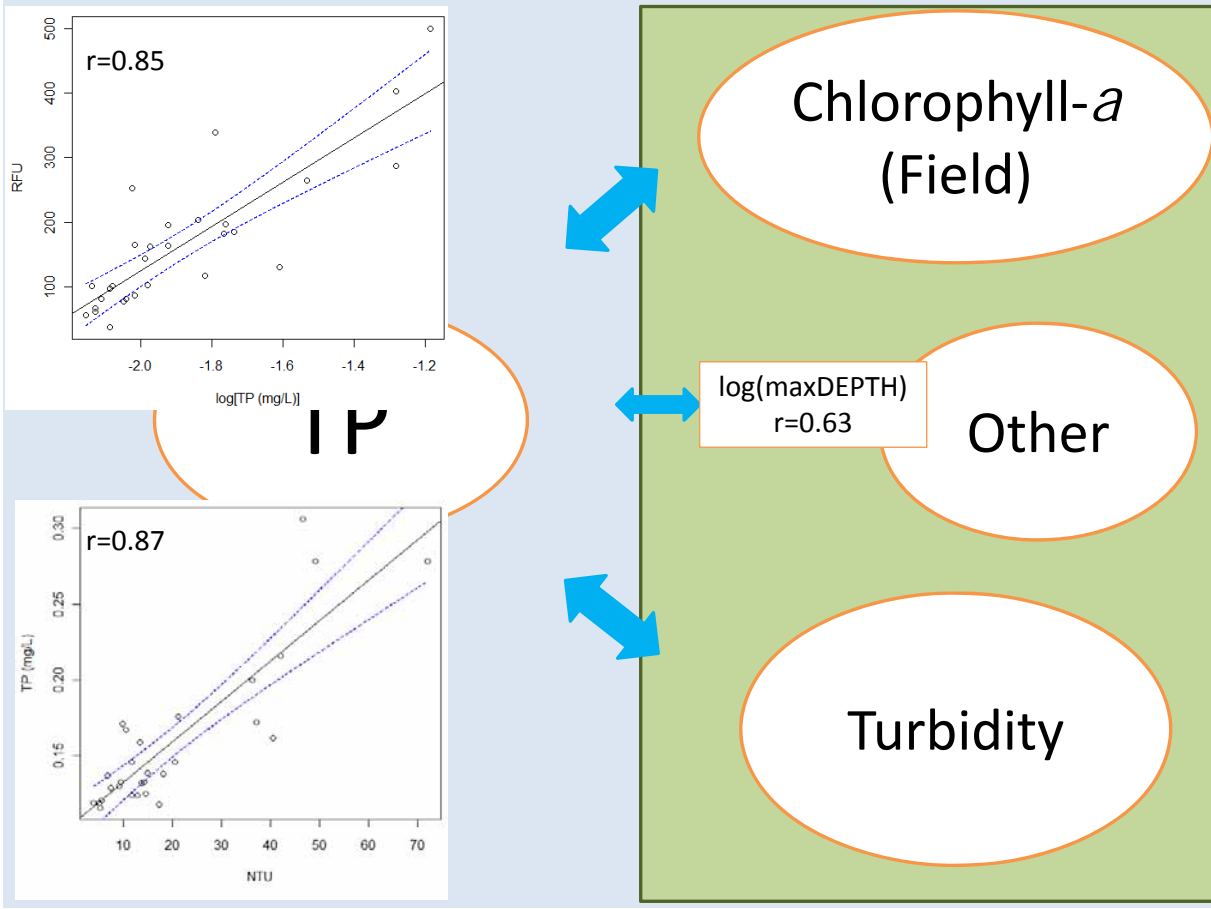 r=0.85
500
400
300
200
100
RFU
-2.0 -1.8 -1.6 -1.4 -1.2
log[TP (mg/L)]
TP
r=0.87
0.30
0.25
0.20
0.15
TP (mg/L)
10 20 30 40 50 60 70
NTU
Chlorophyll-a
(Field)
log(maxDEPTH)
r=0.63
Other
Turbidity